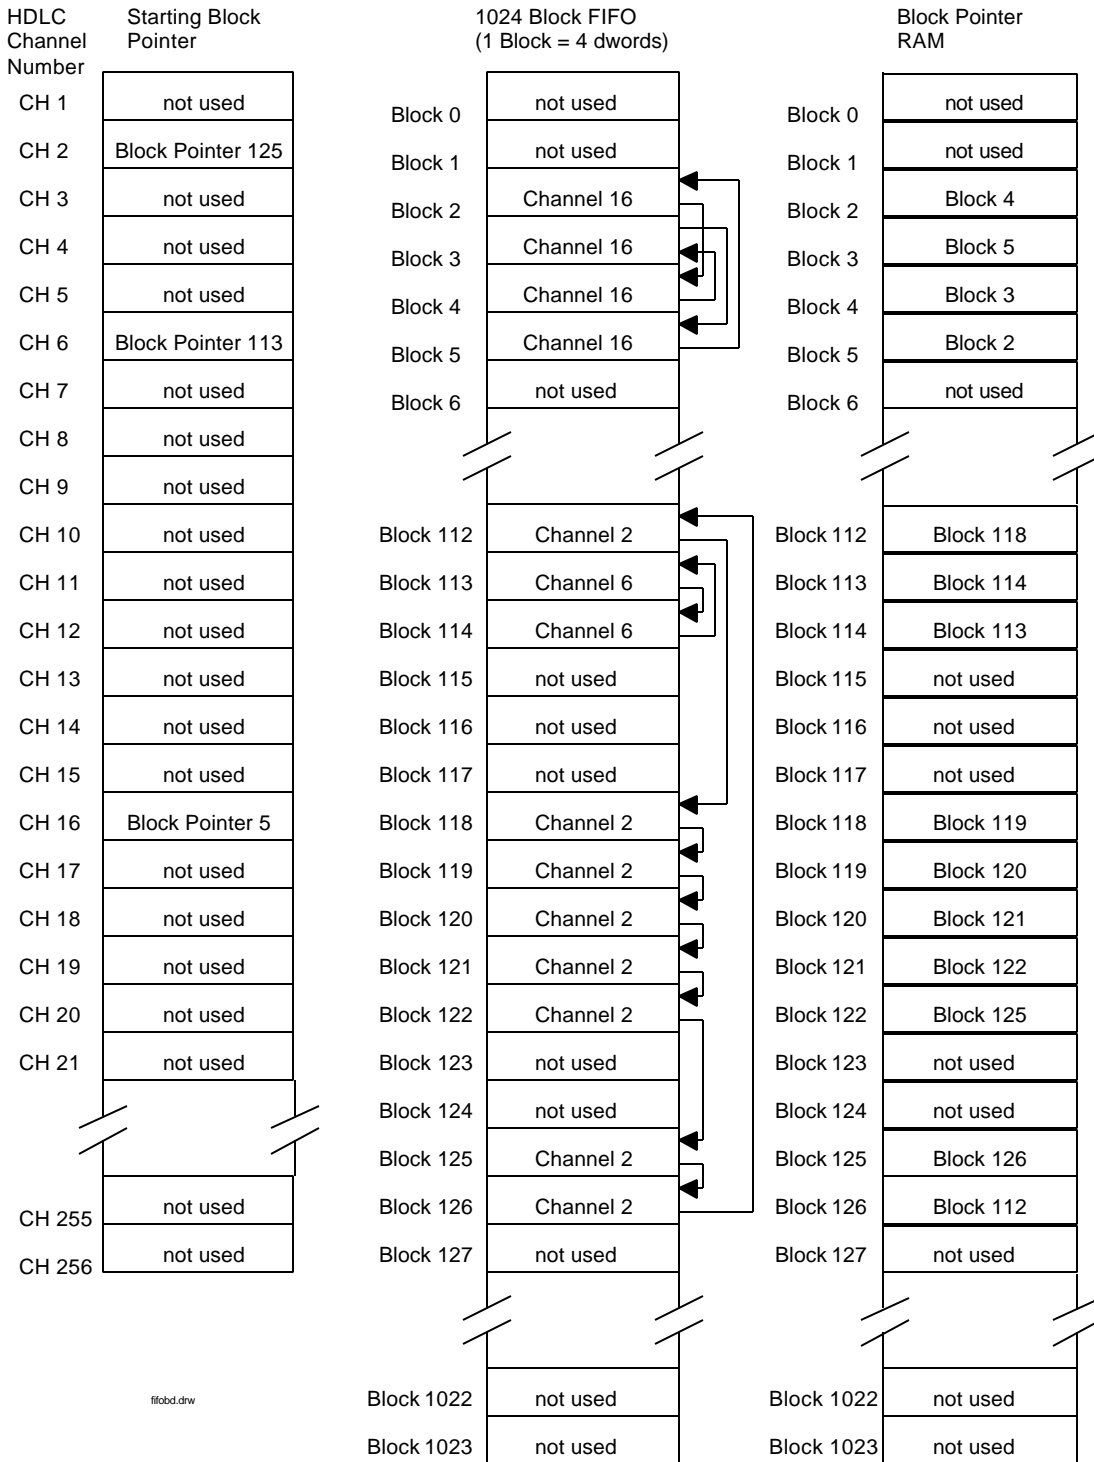 HDLC Starting Block 1024 Block FIFO Block Pointer
Channel Pointer (1 Block = 4 dwords) RAM
Number
CH 1 not used Block 0 not used Block 0 not used
CH 2 Block Pointer 125 Block 1 not used Block 1 not used
CH 3 not used Block 2 Channel 16 Block 2 Block 4
CH 4 not used Block 3 Channel 16 Block 3 Block 5
CH 5 not used Block 4 Channel 16 Block 4 Block 3
CH 6 Block Pointer 113 Block 5 Channel 16 Block 5 Block 2
CH 7 not used Block 6 not used Block 6 not used
CH 8 not used
CH 9 not used
CH 10 not used Block 112 Channel 2 Block 112 Block 118
CH 11 not used Block 113 Channel 6 Block 113 Block 114
CH 12 not used Block 114 Channel 6 Block 114 Block 113
CH 13 not used Block 115 not used Block 115 not used
CH 14 not used Block 116 not used Block 116 not used
CH 15 not used Block 117 not used Block 117 not used
CH 16 Block Pointer 5 Block 118 Channel 2 Block 118 Block 119
CH 17 not used Block 119 Channel 2 Block 119 Block 120
CH 18 not used Block 120 Channel 2 Block 120 Block 121
CH 19 not used Block 121 Channel 2 Block 121 Block 122
CH 20 not used Block 122 Channel 2 Block 122 Block 125
CH 21 not used Block 123 not used Block 123 not used
Block 124 not used Block 124 not used
Block 125 Channel 2 Block 125 Block 126
CH 255 not used Block 126 Channel 2 Block 126 Block 112
CH 256 not used Block 127 not used Block 127 not used
fifobd.drw Block 1022 not used Block 1022 not used
Block 1023 not used Block 1023 not used